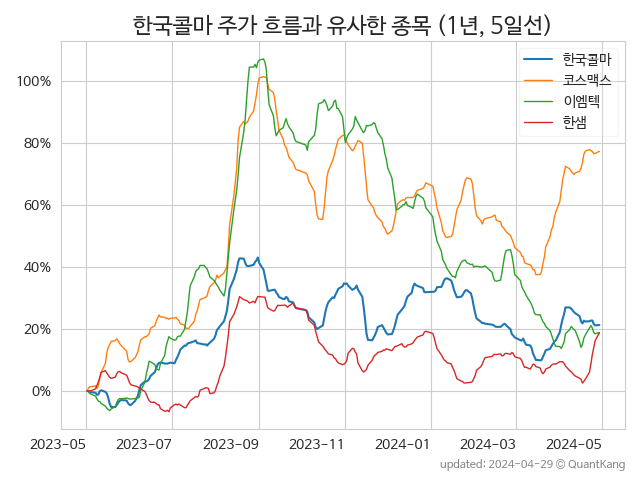 한국콜마 주가 흐름과 유사한 종목 (1년, 5일선)
한국콜마
코스맥스
이엠텍
한샘
100%
80%
60%
40%
20%
0%
2023-05 2023-07 2023-09 2023-11 2024-01 2024-03 2024-05
updated: 2024-04-29 © QuantKang